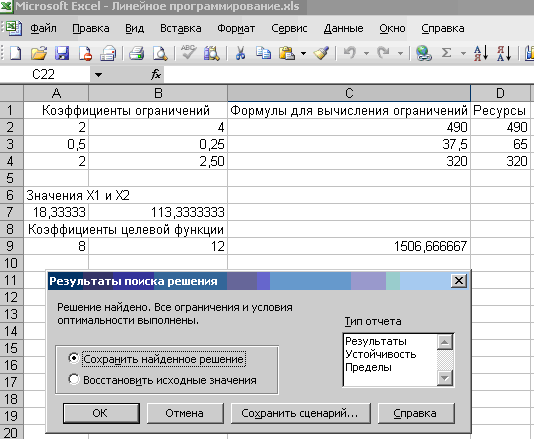 Microsoft Excel - Линейное программирование.xls
Файл Правка Вид Вставка Формат Сервис Данные Окно Справка
C22 fx
A B C D
1 Коэффициенты ограничений Формулы для вычисления ограничений Ресурсы
2 2 4 490 490
3 0,5 0,25 37,5 65
4 2 2,50 320 320
5
6 Значения X1 и X2
7 18,33333 113,3333333
8 Коэффициенты целевой функции
9 8 12 1506,666667
10
11
12
13
14
15
16
17
18
19
20
Результаты поиска решения
Решение найдено. Все ограничения и условия
оптимальности выполнены.
Тип отчета
Результаты
Устойчивость
Пределы
Сохранить найденное решение
Восстановить исходные значения
OK Отмена Сохранить сценарий... Справка